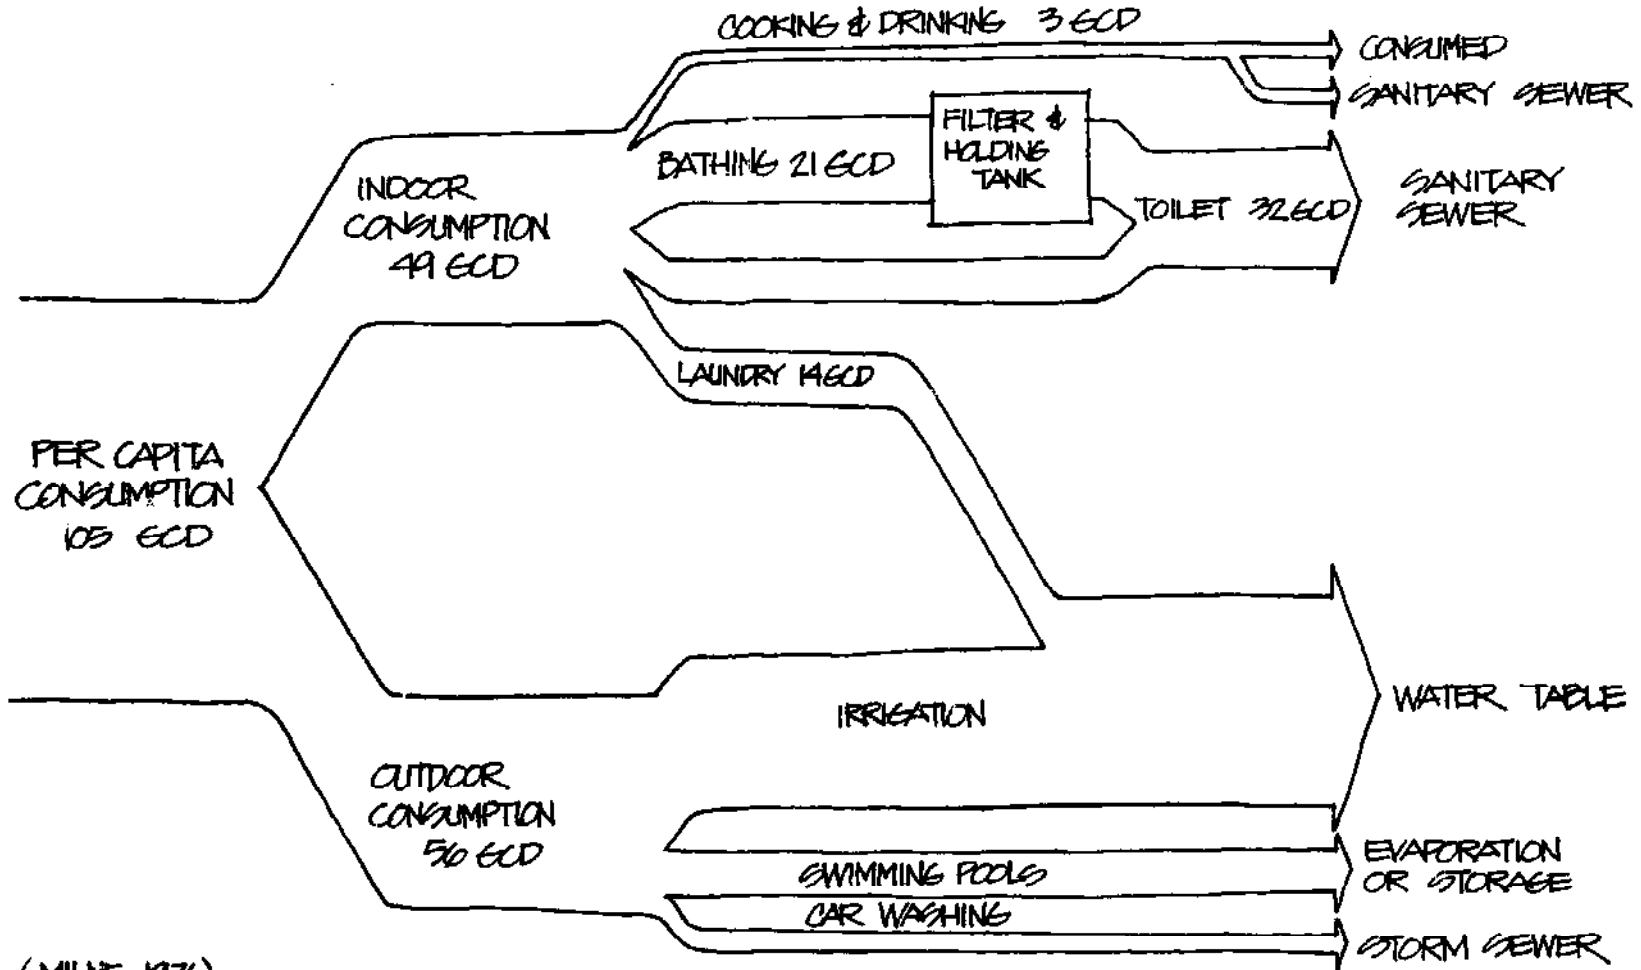 COOKING & DRINKING 3 GCD
CONSUMED
SANITARY SEWER
FILTER &
HOLDING
TANK
BATHING 21 GCD
INDOOR
CONSUMPTION
49 GCD
TOILET 32 GCD
SANITARY
SEWER
LAUNDRY 14 GCD
PER CAPITA
CONSUMPTION
105 GCD
IRRIGATION
WATER TABLE
OUTDOOR
CONSUMPTION
56 GCD
SWIMMING POOLS
EVAPORATION
OR STORAGE
CAR WASHING
STORM SEWER
(MILNE 1976)